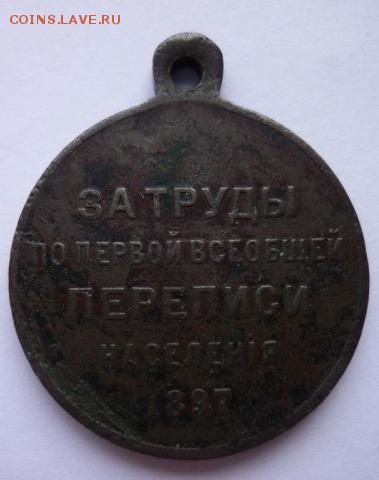 COINS.LAVE.RU
ЗА ТРУДЫ
ПО ПЕРВОЙ ВСЕОБЩЕЙ
ПЕРЕПИСИ
НАСЕЛЕНІЯ
1897